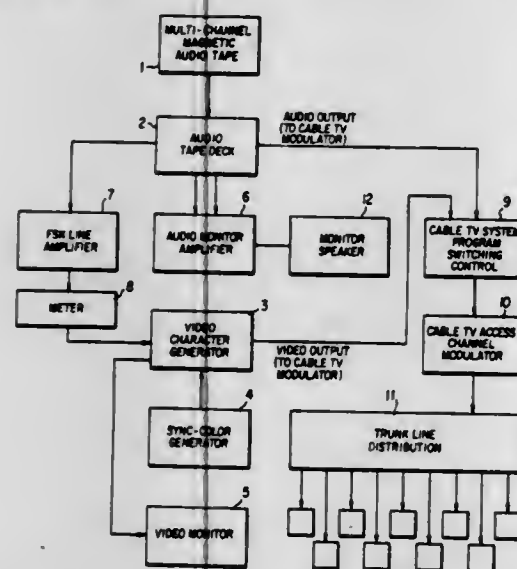 MULTI-CHANNEL
MAGNETIC
AUDIO TAPE
1
2
AUDIO
TAPE DECK
AUDIO OUTPUT
(TO CABLE TV
MODULATOR)
7
FSK LINE
AMPLIFIER
6
AUDIO MONITOR
AMPLIFIER
12
MONITOR
SPEAKER
9
CABLE TV SYSTEM
PROGRAM
SWITCHING
CONTROL
8
METER
3
VIDEO
CHARACTER
GENERATOR
VIDEO OUTPUT
(TO CABLE TV
MODULATOR)
10
CABLE TV ACCESS
CHANNEL
MODULATOR
4
SYNC-COLOR
GENERATOR
11
TRUNK LINE
DISTRIBUTION
5
VIDEO MONITOR